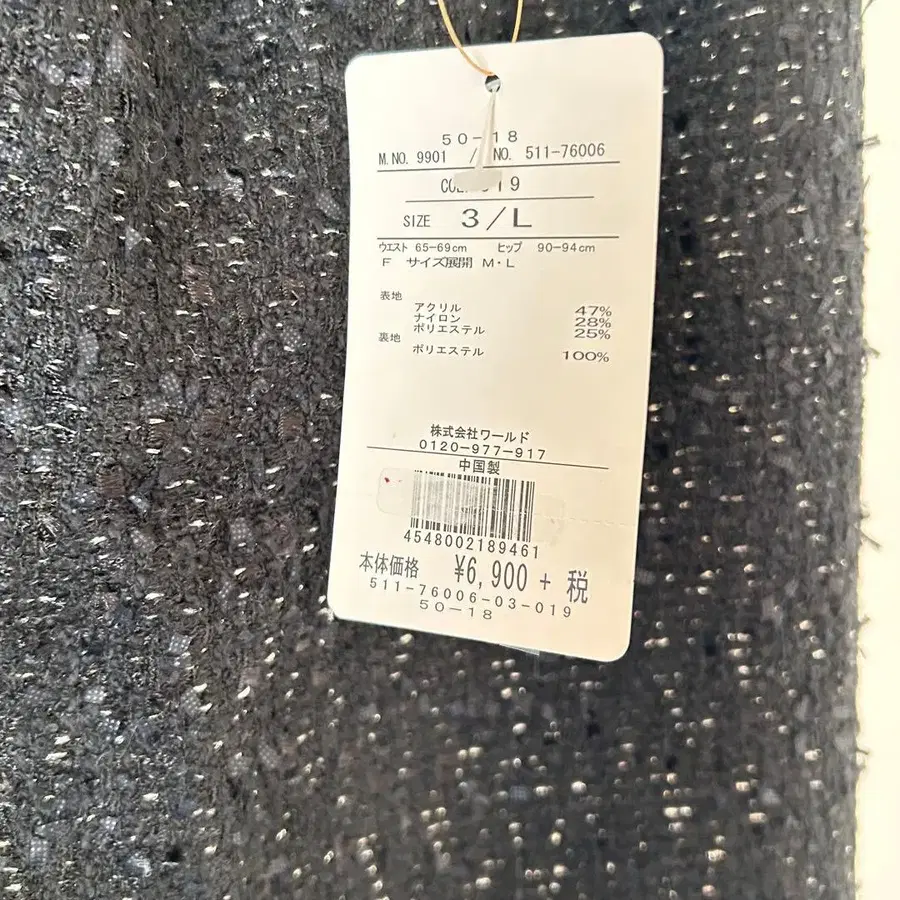 50-18
M.NO. 9901 / NO. 511-76006
19
SIZE 3/L
ウエスト 65-69cm ヒップ 90-94cm
F サイズ展開 M・L
表地
アクリル 47%
ナイロン 28%
ポリエステル 25%
裏地
ポリエステル 100%
株式会社ワールド
0120-977-917
中国製
4548002189461
本体価格 ¥6,900 + 税
511-76006-03-019
50-18